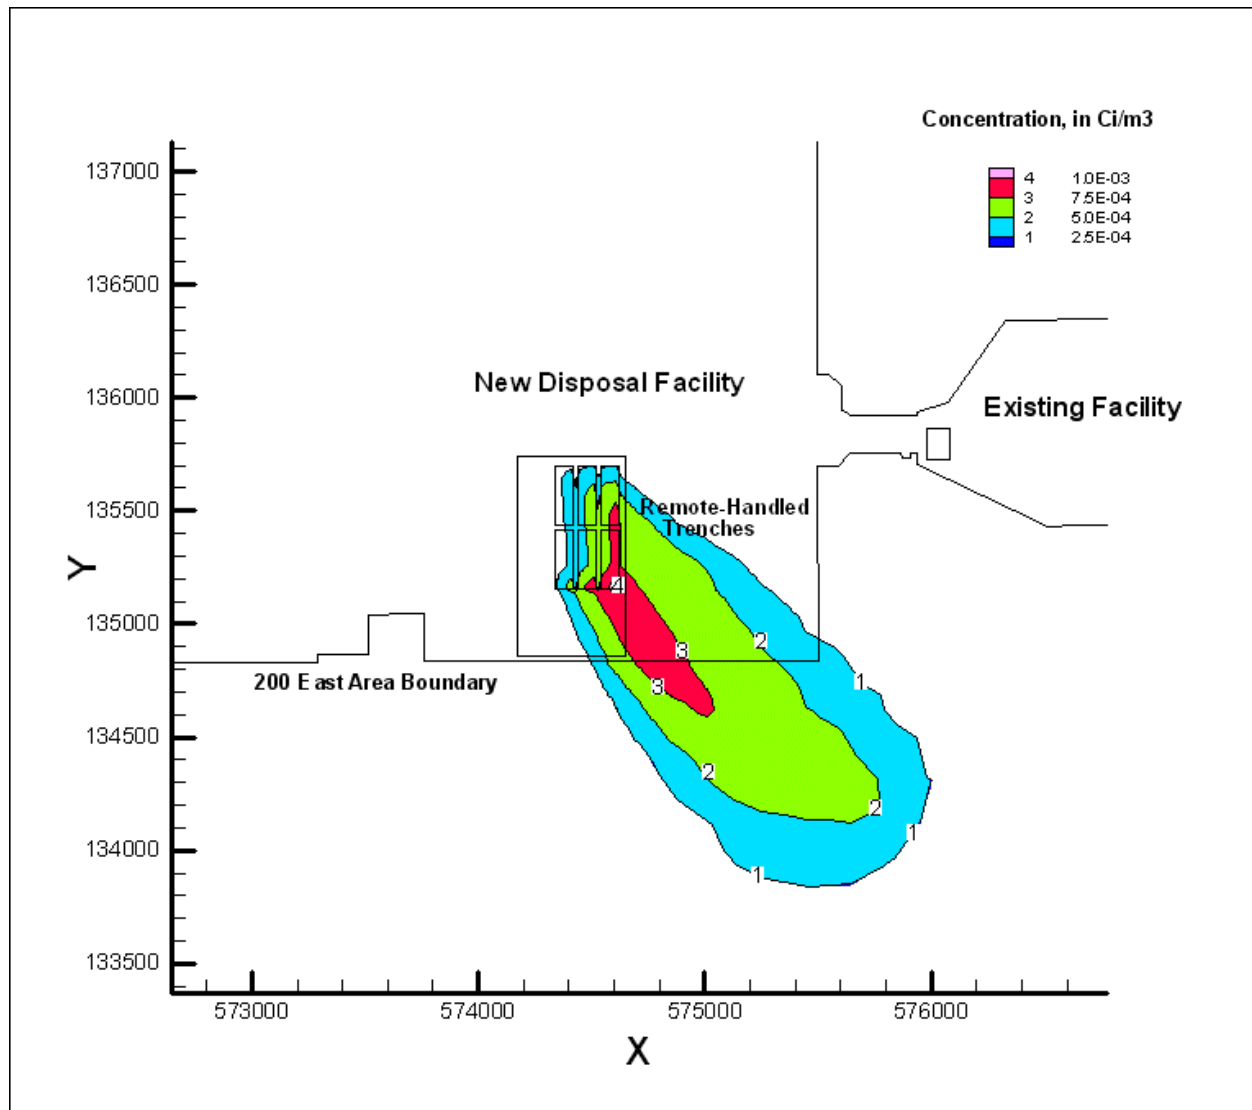 Concentration, in Ci/m3
4 1.0E-03
3 7.5E-04
2 5.0E-04
1 2.5E-04
137000
136500
136000
135500
135000
134500
134000
133500
Y
New Disposal Facility
Existing Facility
Remote-Handled
Trenches
4
2
3
3
1
200 East Area Boundary
2
2
1
1
573000 574000 575000 576000
X